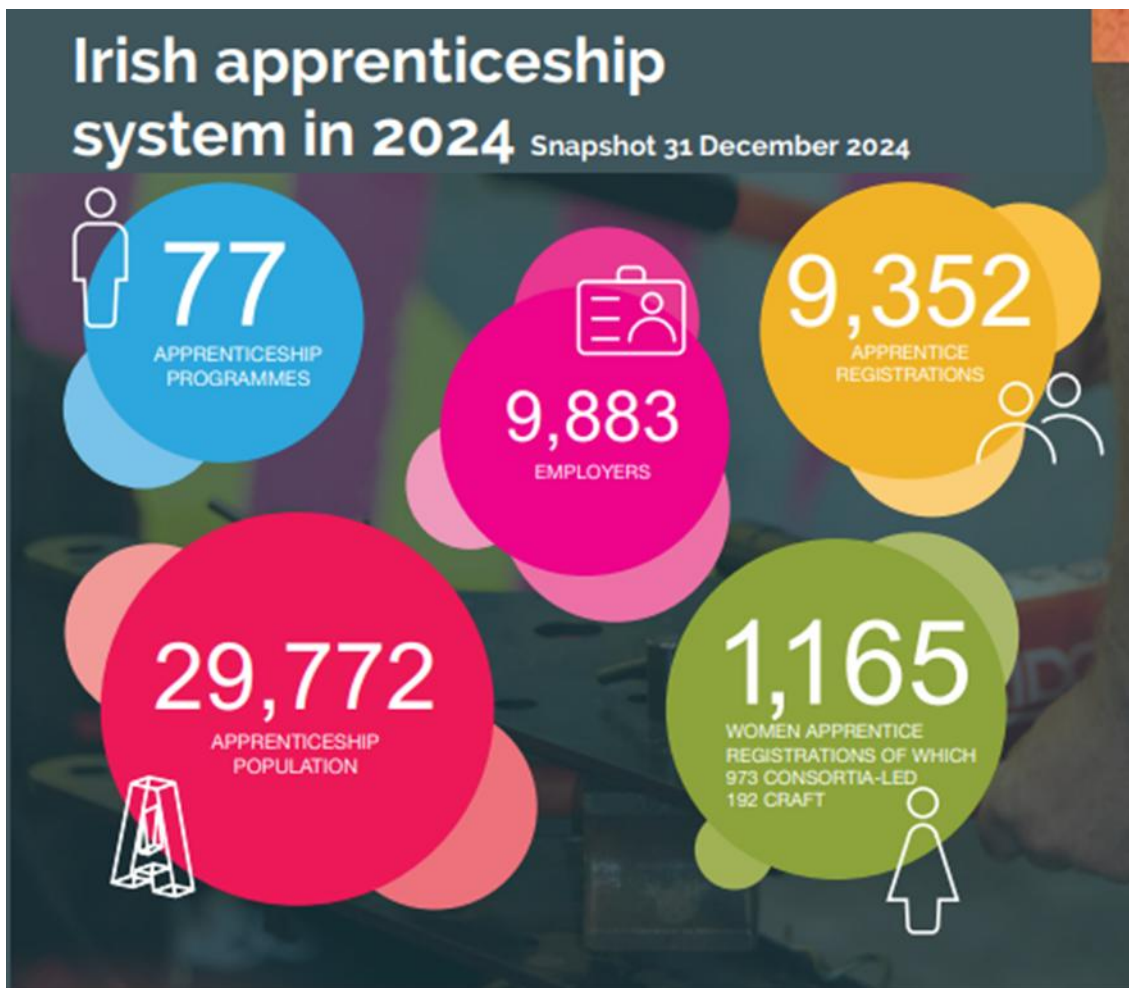 Irish apprenticeship
system in 2024 Snapshot 31 December 2024
77
APPRENTICESHIP
PROGRAMMES
9,883
EMPLOYERS
9,352
APPRENTICE
REGISTRATIONS
29,772
APPRENTICESHIP
POPULATION
1,165
WOMEN APPRENTICE
REGISTRATIONS OF WHICH
973 CONSORTIA-LED
192 CRAFT